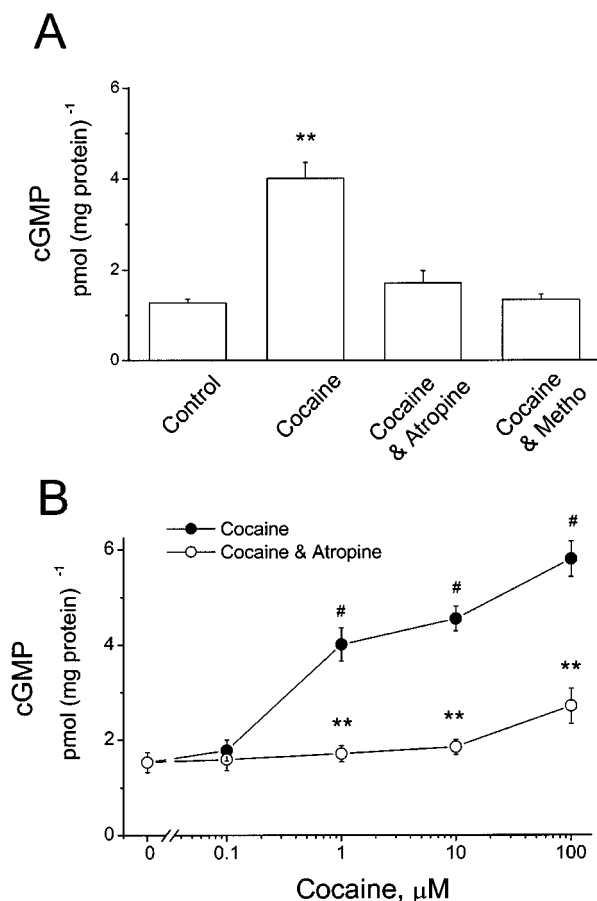 A
cGMP
pmol (mg protein) -1
6
4
2
0
**
Control
Cocaine
Cocaine
& Atropine
Cocaine
& Metho
B
Cocaine
Cocaine & Atropine
cGMP
pmol (mg protein) -1
6
4
2
0
#
#
#
**
**
**
0
0.1
1
10
100
Cocaine, μM